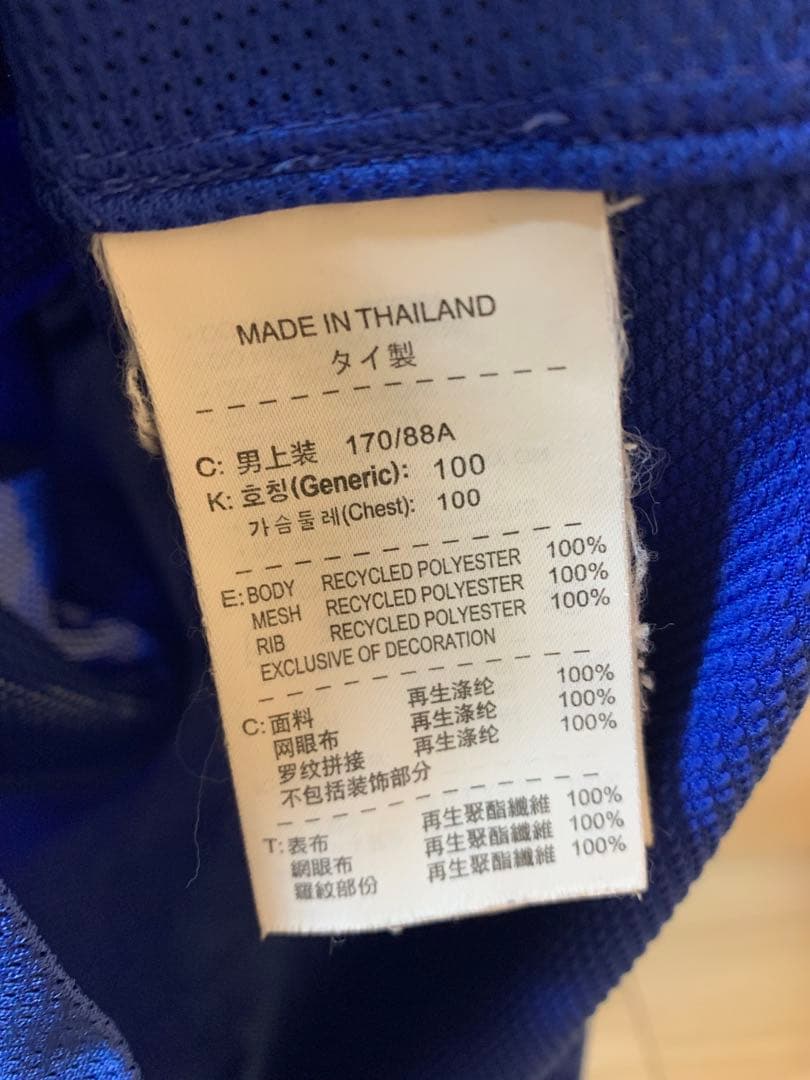 MADE IN THAILAND
タイ製
C: 男上装 170/88A
K: 호칭(Generic): 100
가슴둘레(Chest): 100
E: BODY RECYCLED POLYESTER 100%
MESH RECYCLED POLYESTER 100%
RIB RECYCLED POLYESTER 100%
EXCLUSIVE OF DECORATION
C: 面料 再生涤纶 100%
网眼布 再生涤纶 100%
罗纹拼接 再生涤纶 100%
不包括装饰部分
T: 表布 再生聚酯纖維 100%
網眼布 再生聚酯纖維 100%
羅紋部份 再生聚酯纖維 100%